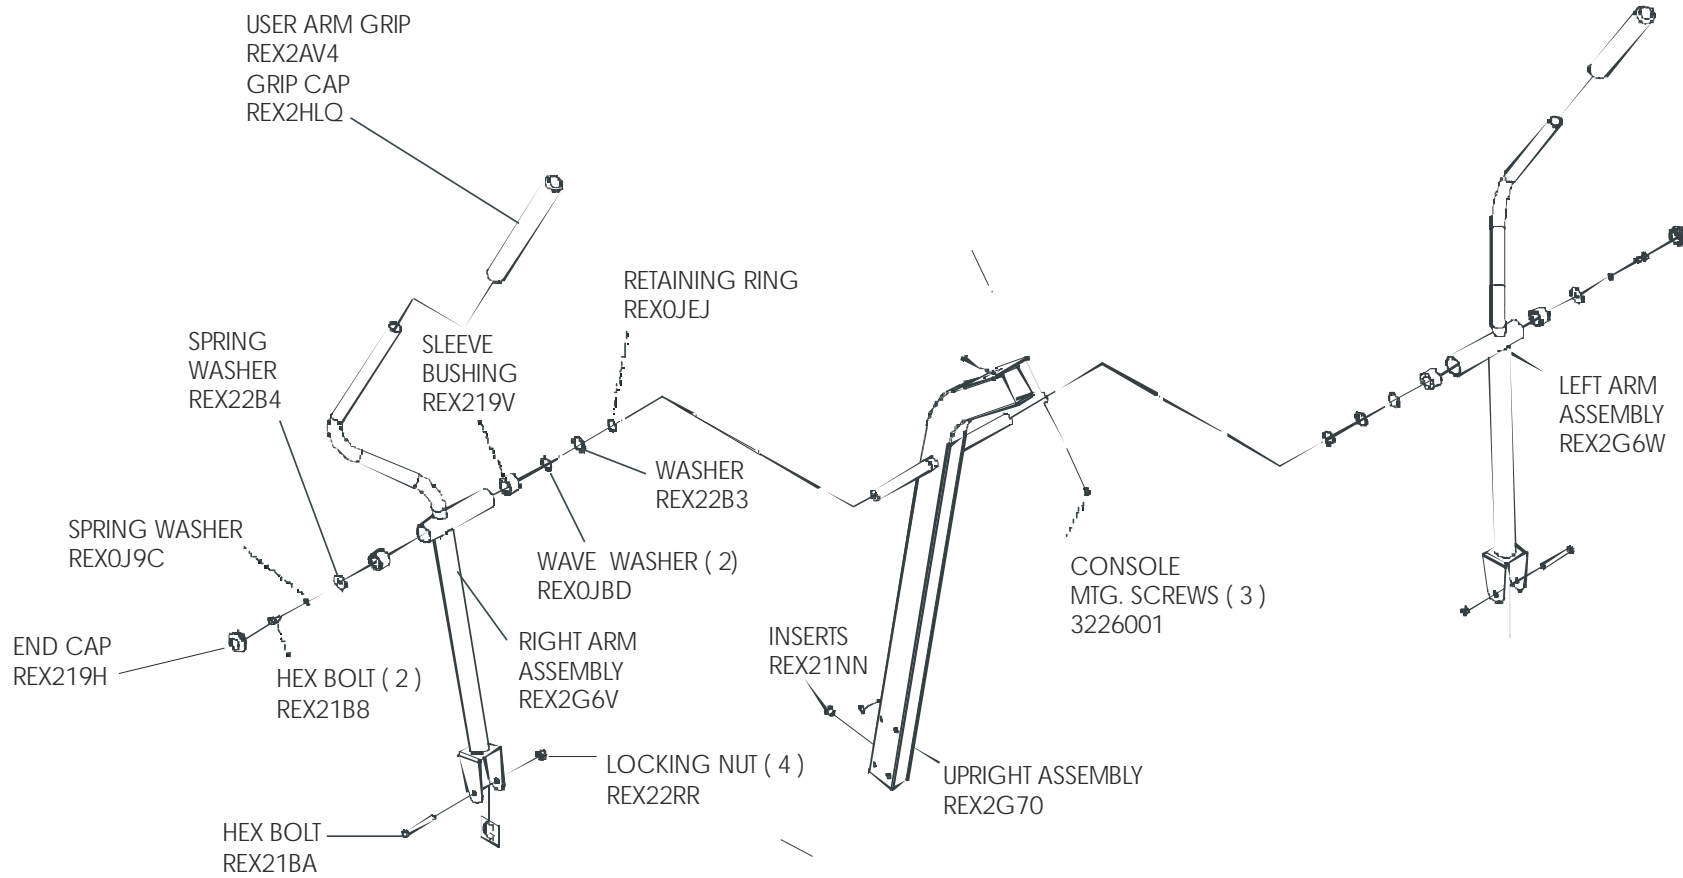 USER ARM GRIP
REX2AV4
GRIP CAP
REX2HLQ
RETAINING RING
REX0JEJ
SPRING
WASHER
REX22B4
SLEEVE
BUSHING
REX219V
LEFT ARM
ASSEMBLY
REX2G6W
WASHER
REX22B3
SPRING WASHER
REX0J9C
WAVE WASHER ( 2)
REX0JBD
CONSOLE
MTG. SCREWS ( 3 )
3226001
END CAP
REX219H
HEX BOLT ( 2 )
REX21B8
RIGHT ARM
ASSEMBLY
REX2G6V
INSERTS
REX21NN
LOCKING NUT ( 4 )
REX22RR
UPRIGHT ASSEMBLY
REX2G70
HEX BOLT
REX21BA